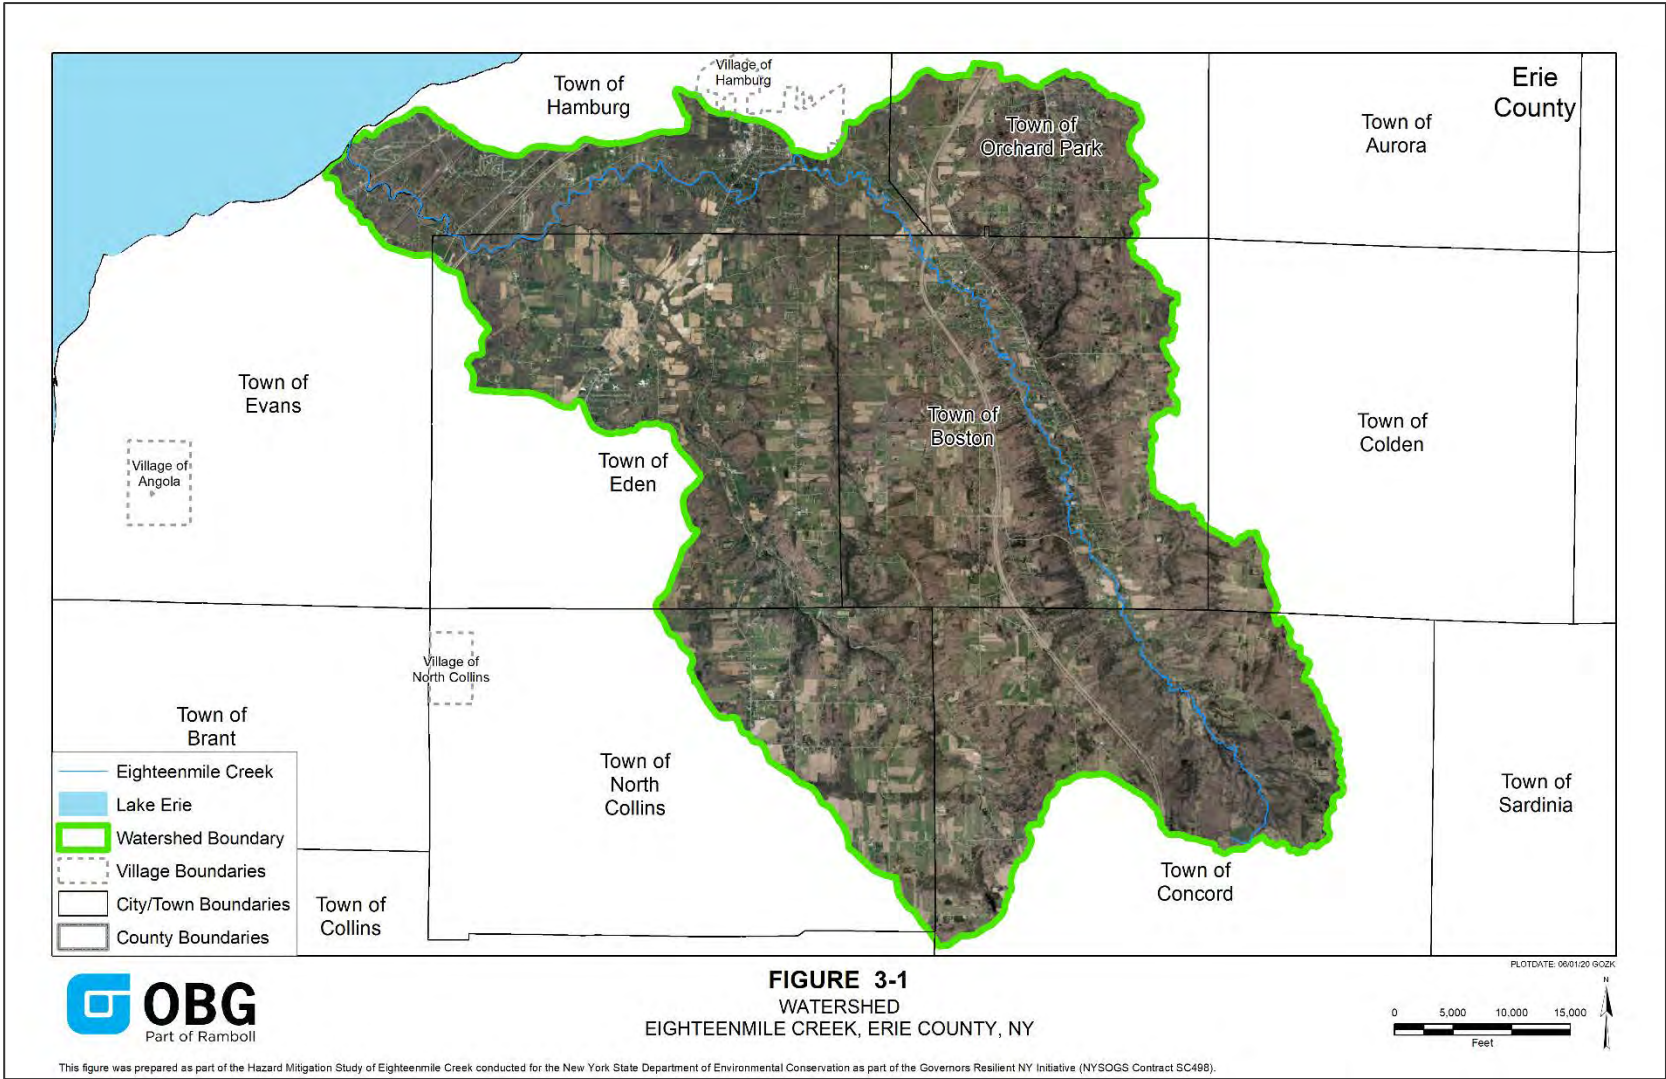 Village of
Hamburg
Town of
Hamburg
Erie
County
Town of
Orchard Park
Town of
Aurora
Town of
Evans
Town of
Boston
Town of
Colden
Village of
Angola
Town of
Eden
Village of
North Collins
Town of
Brant
Town of
North
Collins
Town of
Sardinia
Town of
Concord
Town of
Collins
Eighteenmile Creek
Lake Erie
Watershed Boundary
Village Boundaries
City/Town Boundaries
County Boundaries
PLOTDATE: 06/01/20 GOZK
OBG
Part of Ramboll
FIGURE 3-1
WATERSHED
EIGHTEENMILE CREEK, ERIE COUNTY, NY
N
0 5,000 10,000 15,000
Feet
This figure was prepared as part of the Hazard Mitigation Study of Eighteenmile Creek conducted for the New York State Department of Environmental Conservation as part of the Governors Resilient NY Initiative (NYSOGS Contract SC498).